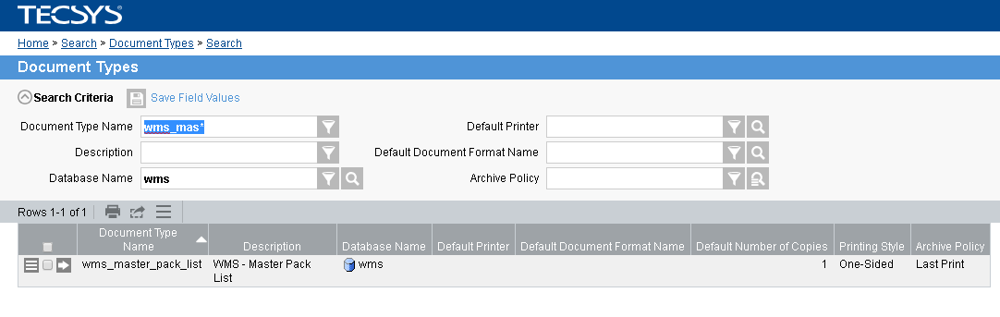 TECSYS
Home > Search > Document Types > Search
Document Types
Search Criteria Save Field Values
Document Type Name wms_mas* Default Printer
Description Default Document Format Name
Database Name wms Archive Policy
Rows 1-1 of 1
Document Type Name Description Database Name Default Printer Default Document Format Name Default Number of Copies Printing Style Archive Policy
wms_master_pack_list WMS - Master Pack wms 1 One-Sided Last Print
List